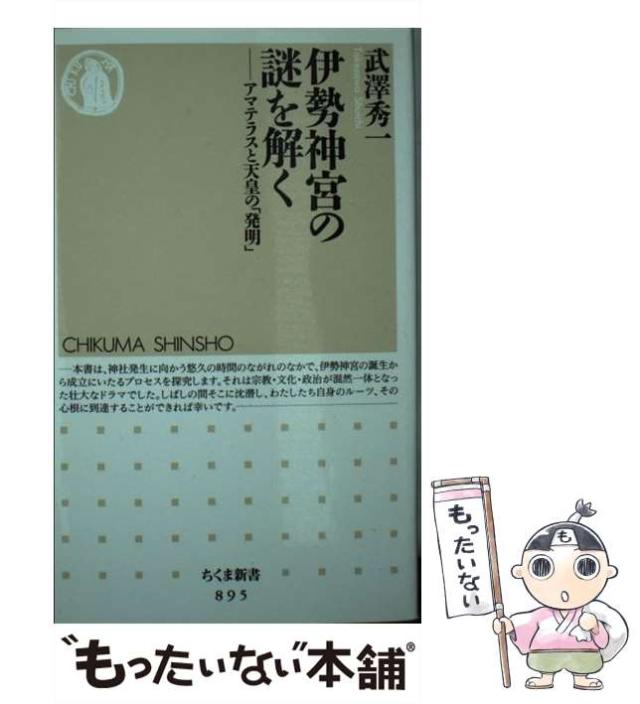 武澤秀一
Takezawa Shuichi
伊勢神宮の
謎を解く
──アマテラスと天皇の「発明」
CHIKUMA SHINSHO
──本書は、神社発生に向かう悠久の時間のながれのなかで、伊勢神宮の誕生か
ら成立にいたるプロセスを探究します。それは宗教・文化・政治が混然一体となっ
た壮大なドラマでした。しばしの間そこに沈潜し、わたしたち自身のルーツ、その
心根に到達することができれば幸いです。──
ちくま新書
895
もったいない
も
“もったいない”本舗®